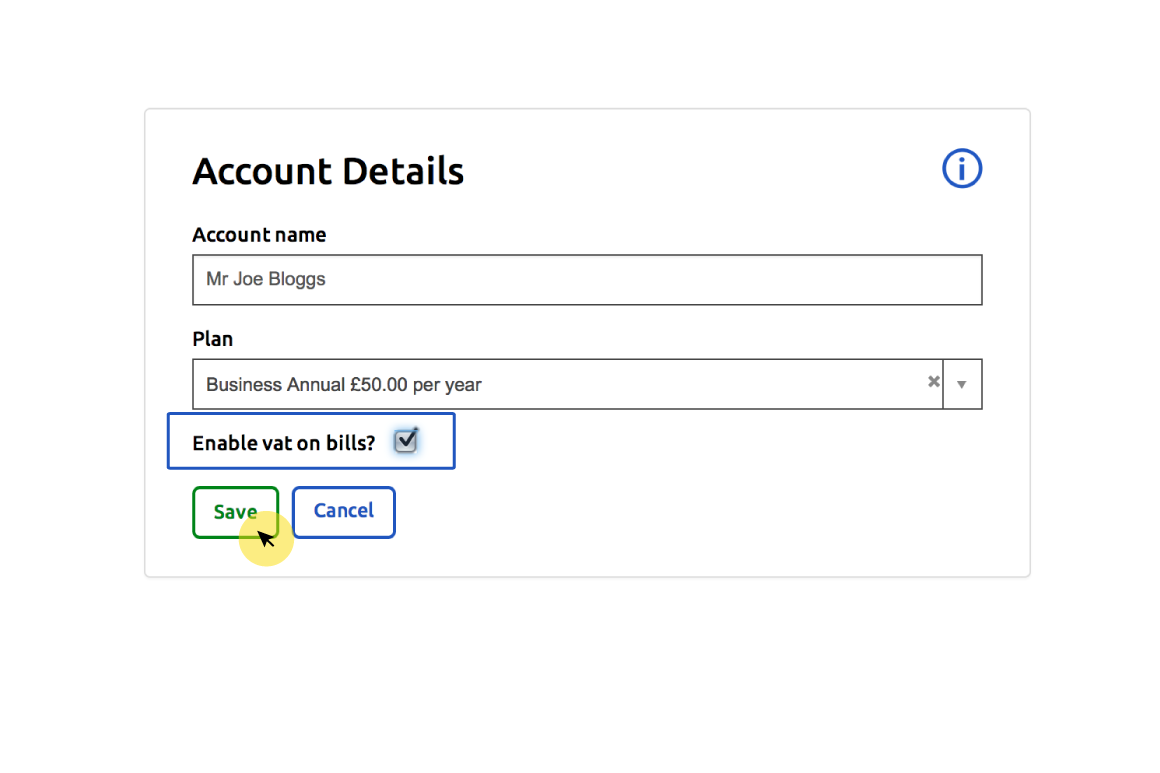 Account Details
Account name
Mr Joe Bloggs
Plan
Business Annual £50.00 per year
Enable vat on bills?
Save
Cancel